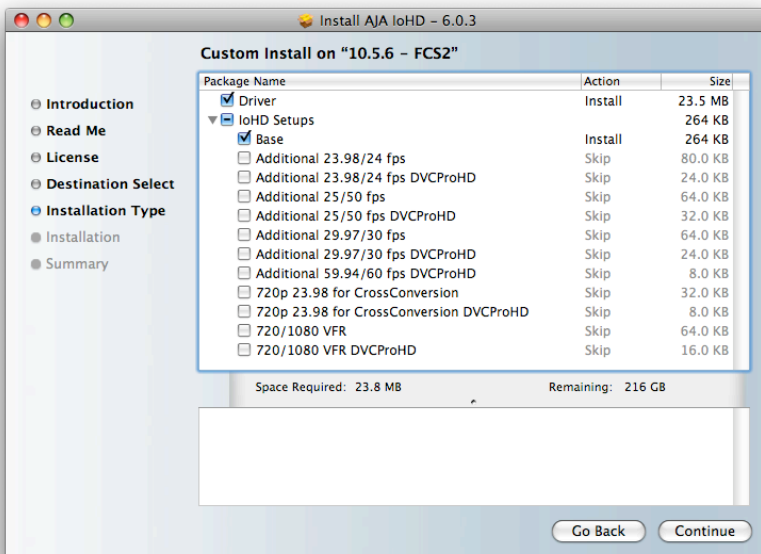 Install AJA IoHD – 6.0.3
Custom Install on “10.5.6 – FCS2”
Introduction
Read Me
License
Destination Select
Installation Type
Installation
Summary
Package Name Action Size
Driver Install 23.5 MB
IoHD Setups 264 KB
Base Install 264 KB
Additional 23.98/24 fps Skip 80.0 KB
Additional 23.98/24 fps DVCProHD Skip 24.0 KB
Additional 25/50 fps Skip 64.0 KB
Additional 25/50 fps DVCProHD Skip 32.0 KB
Additional 29.97/30 fps Skip 64.0 KB
Additional 29.97/30 fps DVCProHD Skip 24.0 KB
Additional 59.94/60 fps DVCProHD Skip 8.0 KB
720p 23.98 for CrossConversion Skip 32.0 KB
720p 23.98 for CrossConversion DVCProHD Skip 8.0 KB
720/1080 VFR Skip 64.0 KB
720/1080 VFR DVCProHD Skip 16.0 KB
Space Required: 23.8 MB Remaining: 216 GB
Go Back Continue